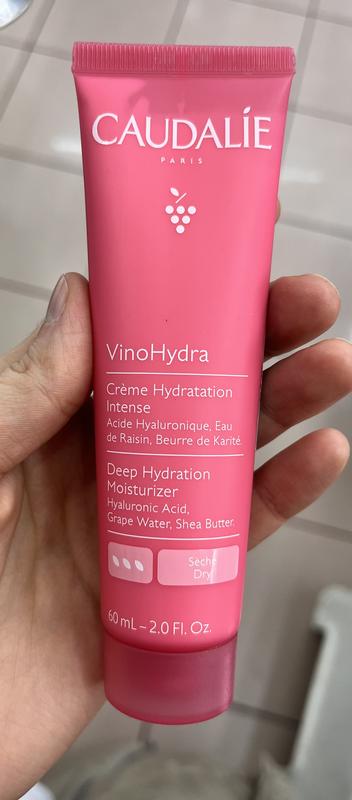 CAUDALÍE
PARIS
VinoHydra
Crème Hydratation
Intense
Acide Hyaluronique, Eau
de Raisin, Beurre de Karité.
Deep Hydration
Moisturizer
Hyaluronic Acid,
Grape Water, Shea Butter.
Sèche
Dry
60 mL – 2.0 Fl. Oz.